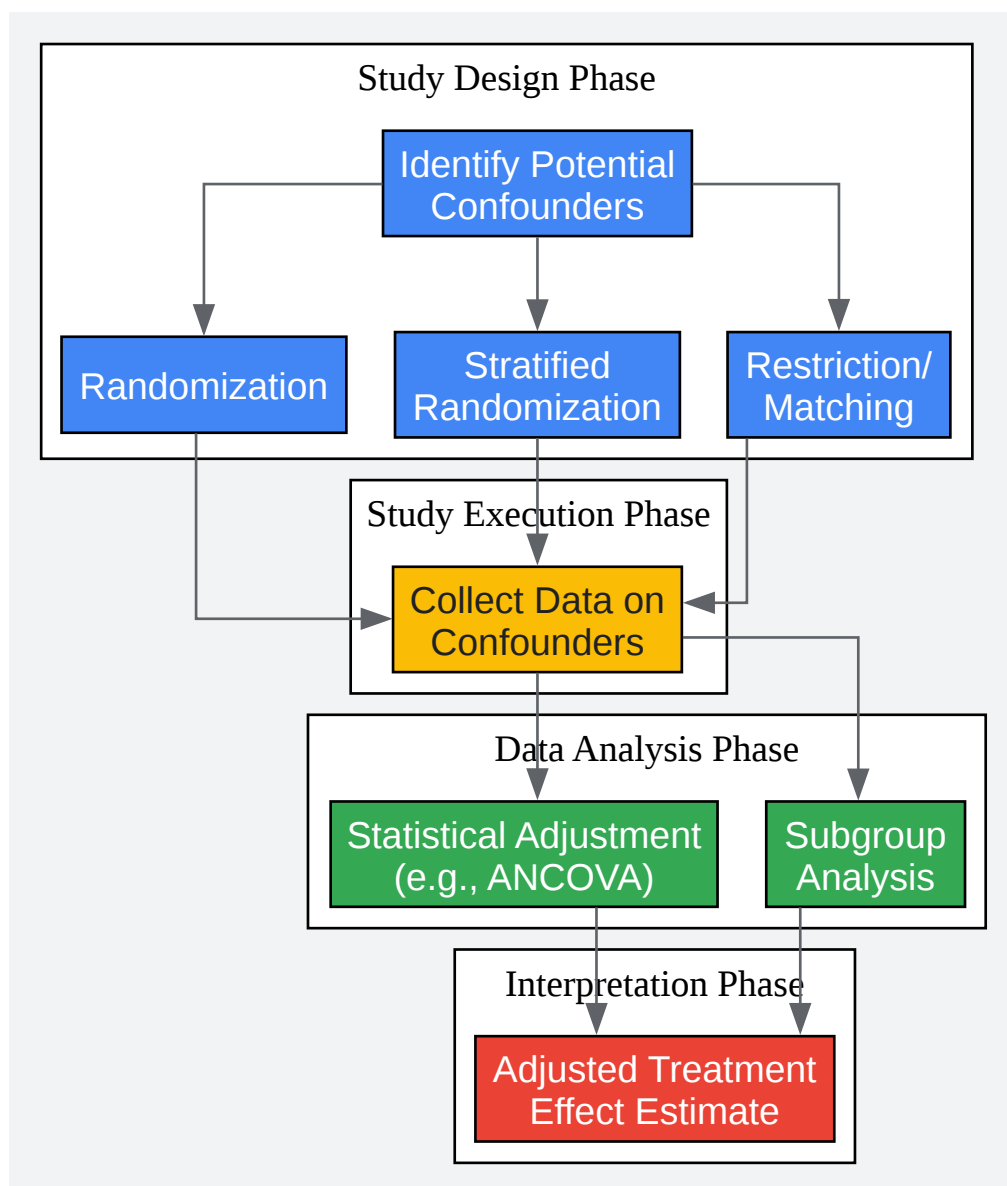 Study Design Phase
Identify Potential
Confounders
Randomization
Stratified
Randomization
Restriction/
Matching
Study Execution Phase
Collect Data on
Confounders
Data Analysis Phase
Statistical Adjustment
(e.g., ANCOVA)
Subgroup
Analysis
Interpretation Phase
Adjusted Treatment
Effect Estimate